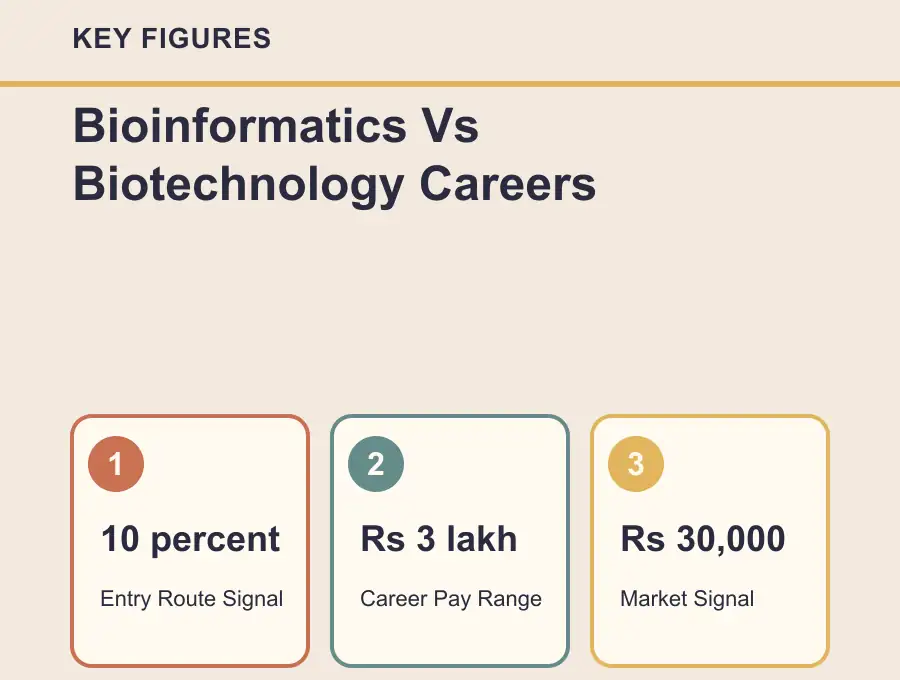 KEY FIGURES
Bioinformatics Vs
Biotechnology Careers
1
10 percent
Entry Route Signal
2
Rs 3 lakh
Career Pay Range
3
Rs 30,000
Market Signal